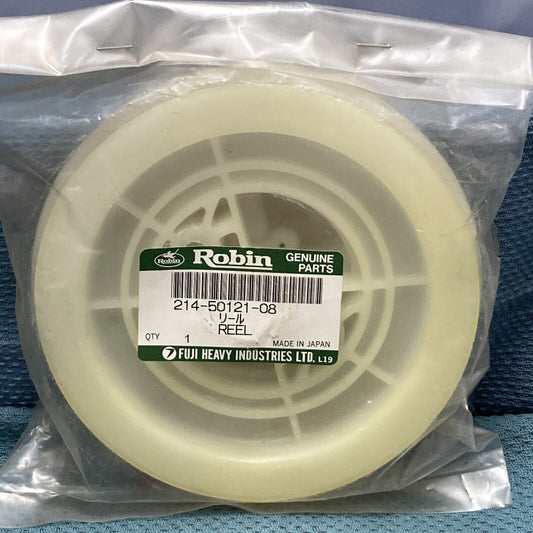 Robin
Robin GENUINE PARTS
214-50121-08
リール
REEL
QTY 1 MADE IN JAPAN
7 FUJI HEAVY INDUSTRIES LTD. L19